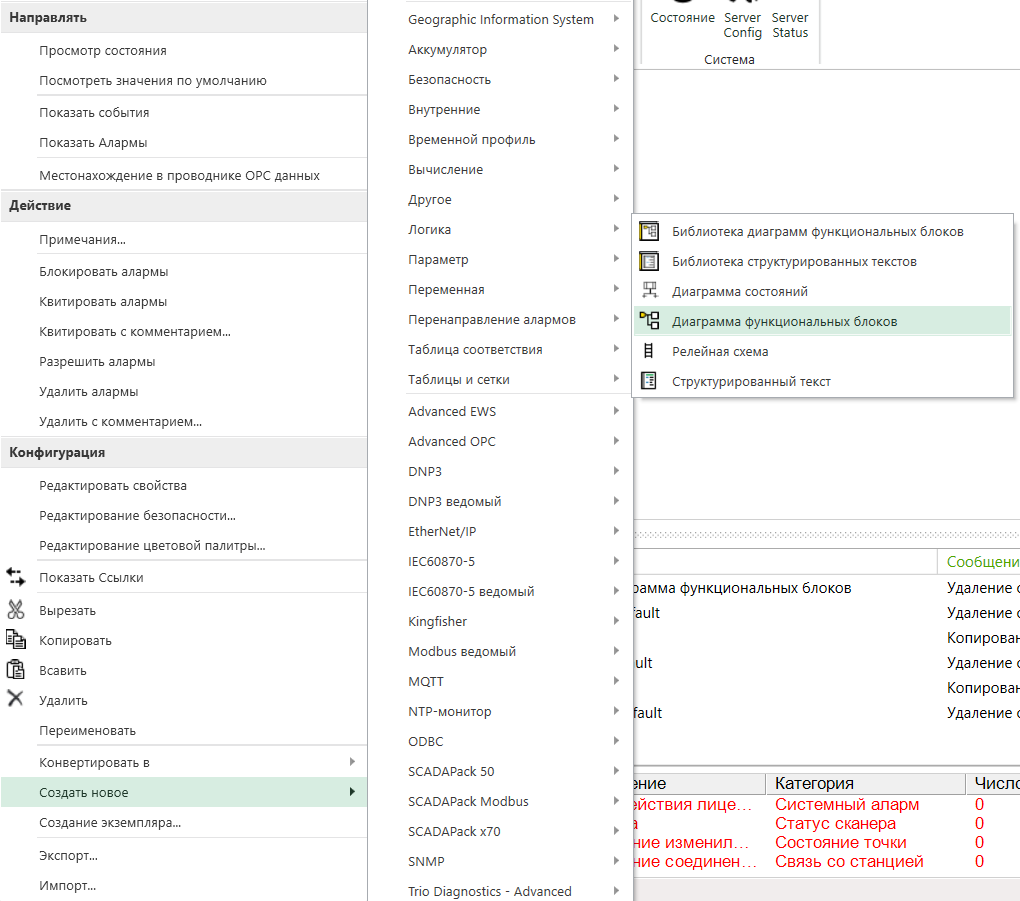 Направлять
Просмотр состояния
Посмотреть значения по умолчанию
Показать события
Показать Алармы
Местонахождение в проводнике OPC данных
Действие
Примечания...
Блокировать алармы
Квитировать алармы
Квитировать с комментарием...
Разрешить алармы
Удалить алармы
Удалить с комментарием...
Конфигурация
Редактировать свойства
Редактирование безопасности...
Редактирование цветовой палитры...
Показать Ссылки
Вырезать
Копировать
Всавить
Удалить
Переименовать
Конвертировать в
Создать новое
Создание экземпляра...
Экспорт...
Импорт...
Geographic Information System
Аккумулятор
Безопасность
Внутренние
Временной профиль
Вычисление
Другое
Логика
Параметр
Переменная
Перенаправление алармов
Таблица соответствия
Таблицы и сетки
Advanced EWS
Advanced OPC
DNP3
DNP3 ведомый
EtherNet/IP
IEC60870-5
IEC60870-5 ведомый
Kingfisher
Modbus ведомый
MQTT
NTP-монитор
ODBC
SCADAPack 50
SCADAPack Modbus
SCADAPack x70
SNMP
Trio Diagnostics - Advanced
Состояние Server Config Server Status
Система
Библиотека диаграмм функциональных блоков
Библиотека структурированных текстов
Диаграмма состояний
Диаграмма функциональных блоков
Релейная схема
Структурированный текст
Сообщени
рамма функциональных блоков Удаление о
fault Удаление о
Копирован
ult Удаление о
Копирован
fault Удаление о
ение Категория Число
ействия лице... Системный аларм 0
а Статус сканера 0
ние изменил... Состояние точки 0
ние соединен... Связь со станцией 0